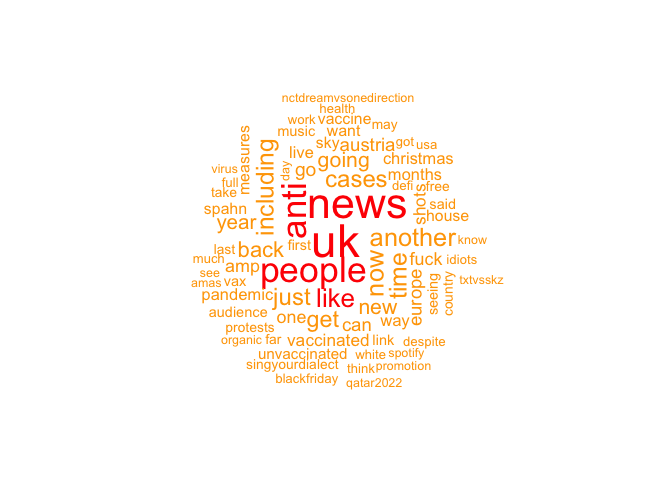 nctdreamvsonedirection
health
work vaccine may
music want
sky austria got usa
measures
including
live going christmas
day
virus go cases months
full defi free
take anti news shots said
spahn house
year uk another
last back first know
much people now time fuck idiots
see amp europe seeing country txtvsskz
amas vax
pandemic just like new
audience one get can way
protests
organic far vaccinated link despite
unvaccinated white spotify
singyourdialect think promotion
blackfriday qatar2022